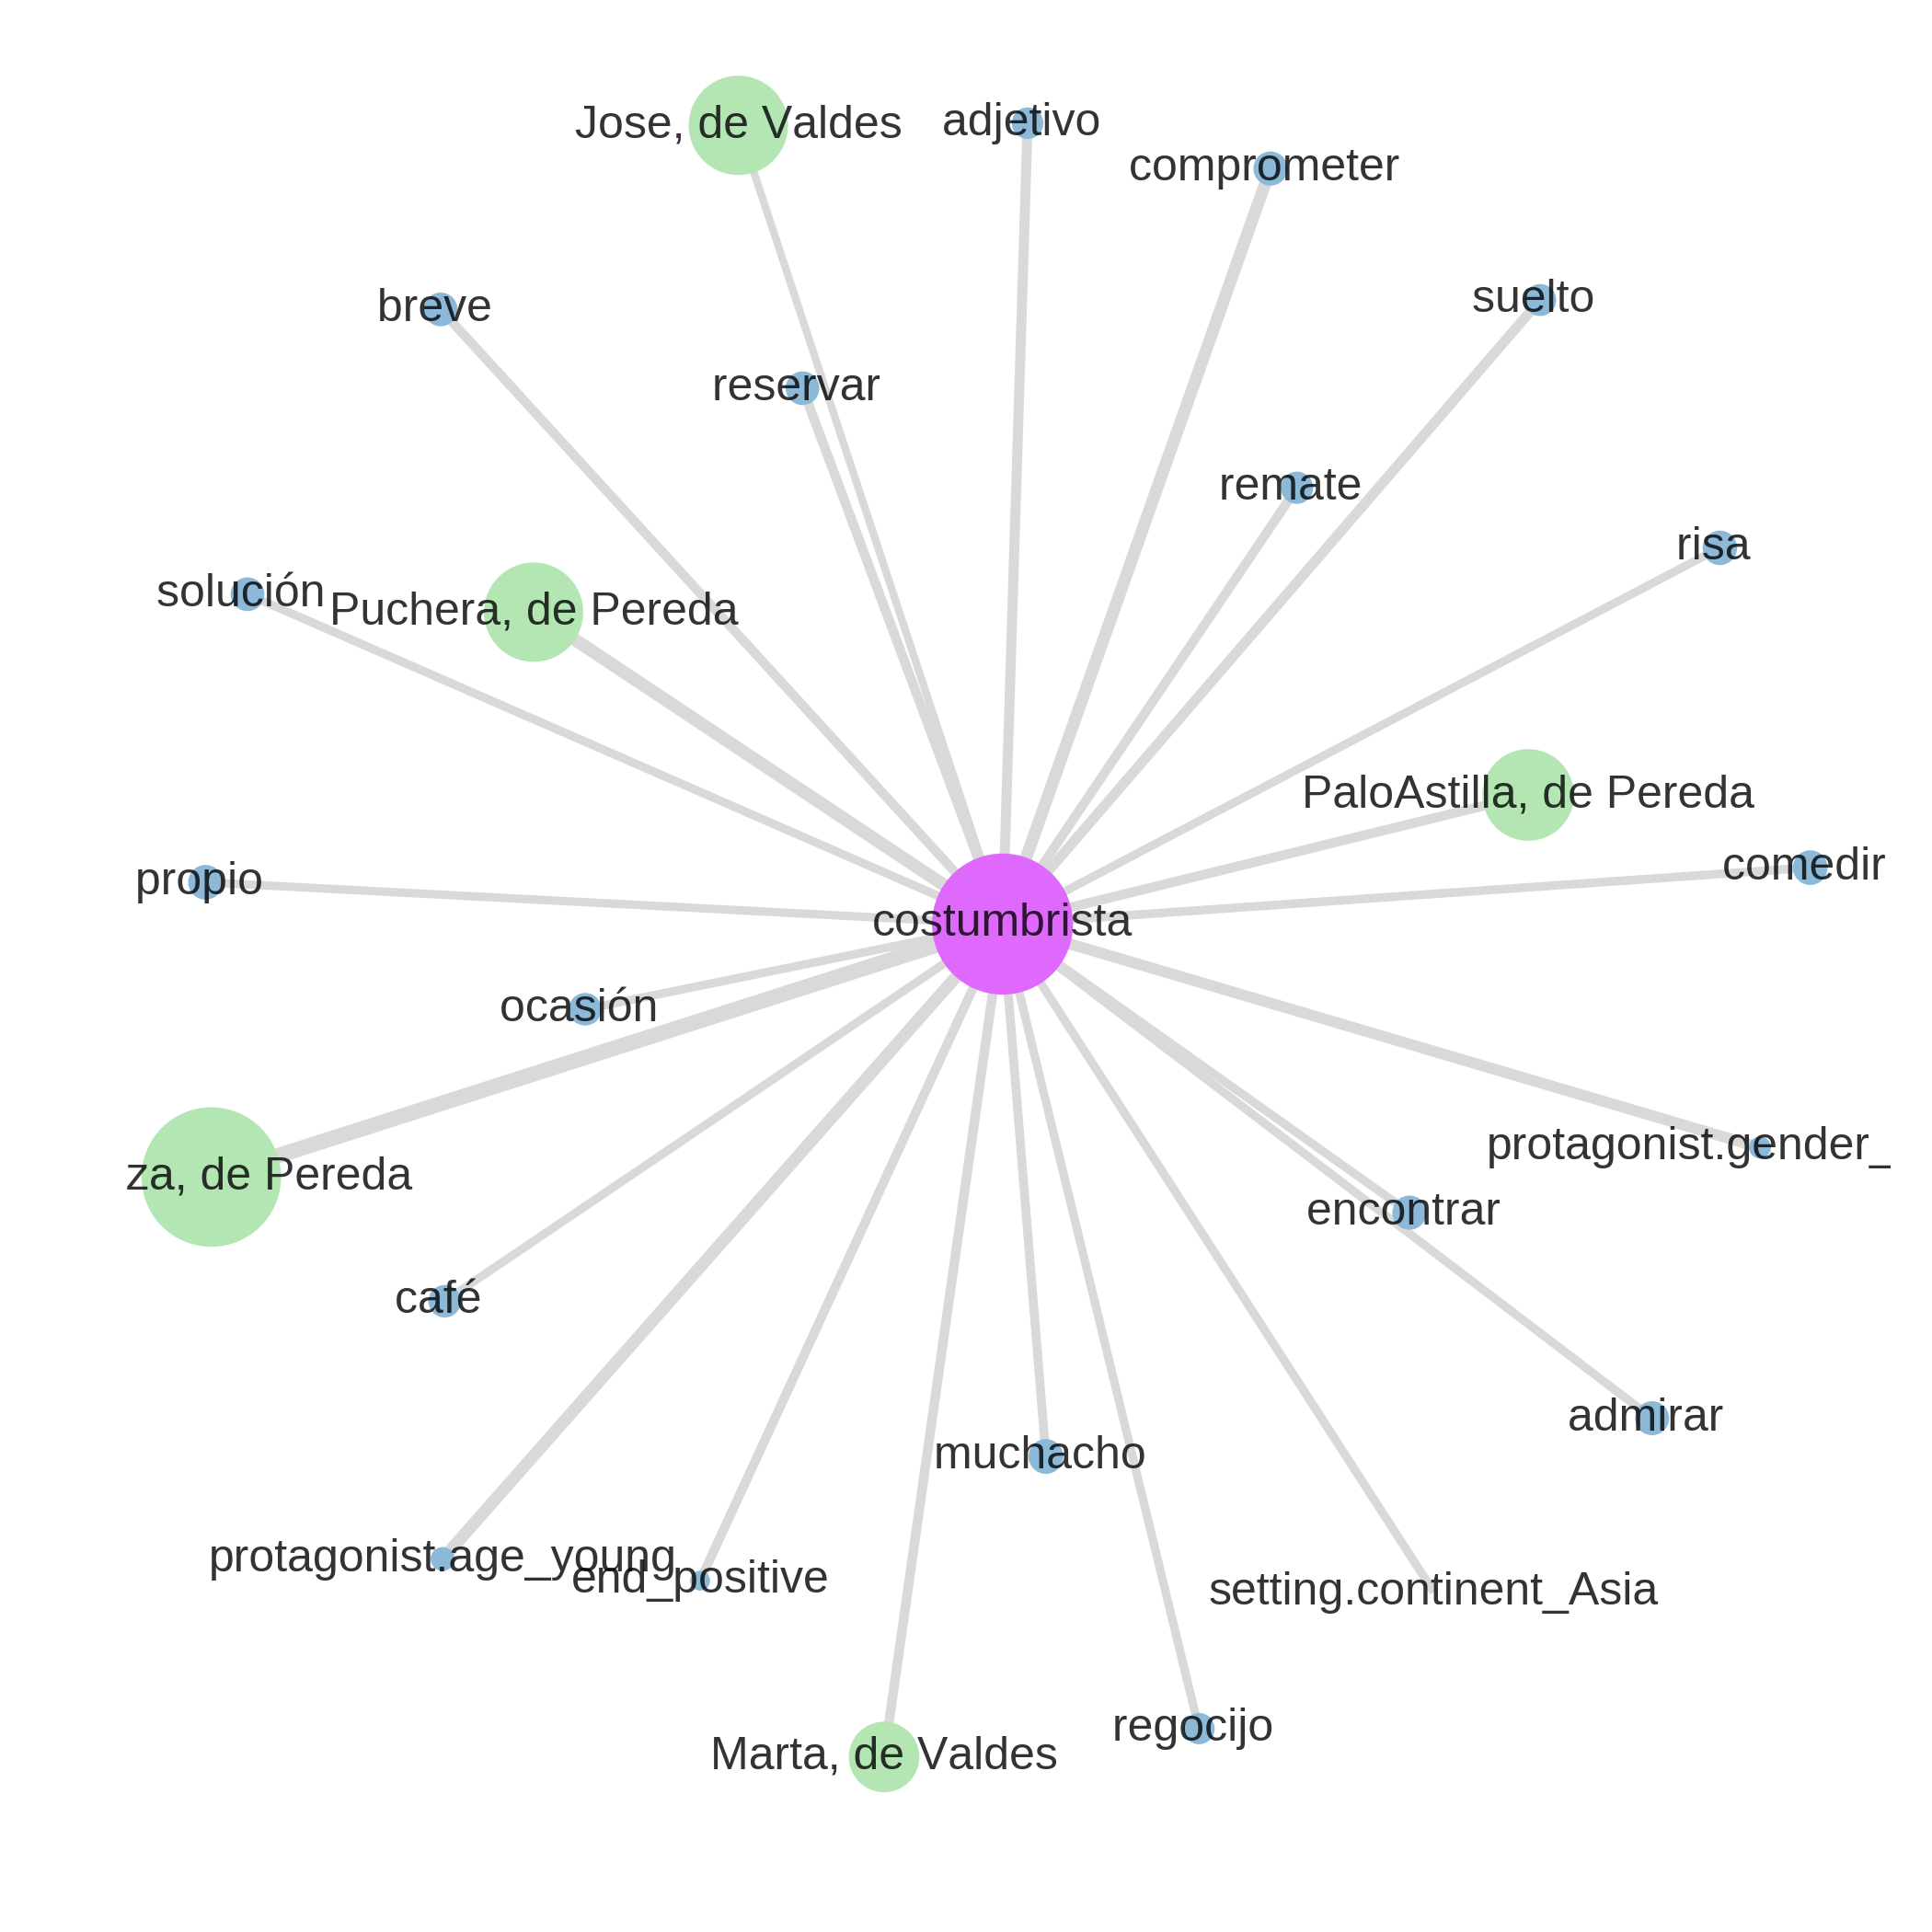 Jose, de Valdes
adjetivo
comprometer
suelto
breve
reservar
remate
risa
solución
Puchera, de Pereda
PaloAstilla, de Pereda
comedir
propio
costumbrista
ocasión
protagonist.gender_
za, de Pereda
encontrar
café
admirar
muchacho
protagonist.age_young
end_positive
setting.continent_Asia
regocijo
Marta, de Valdes